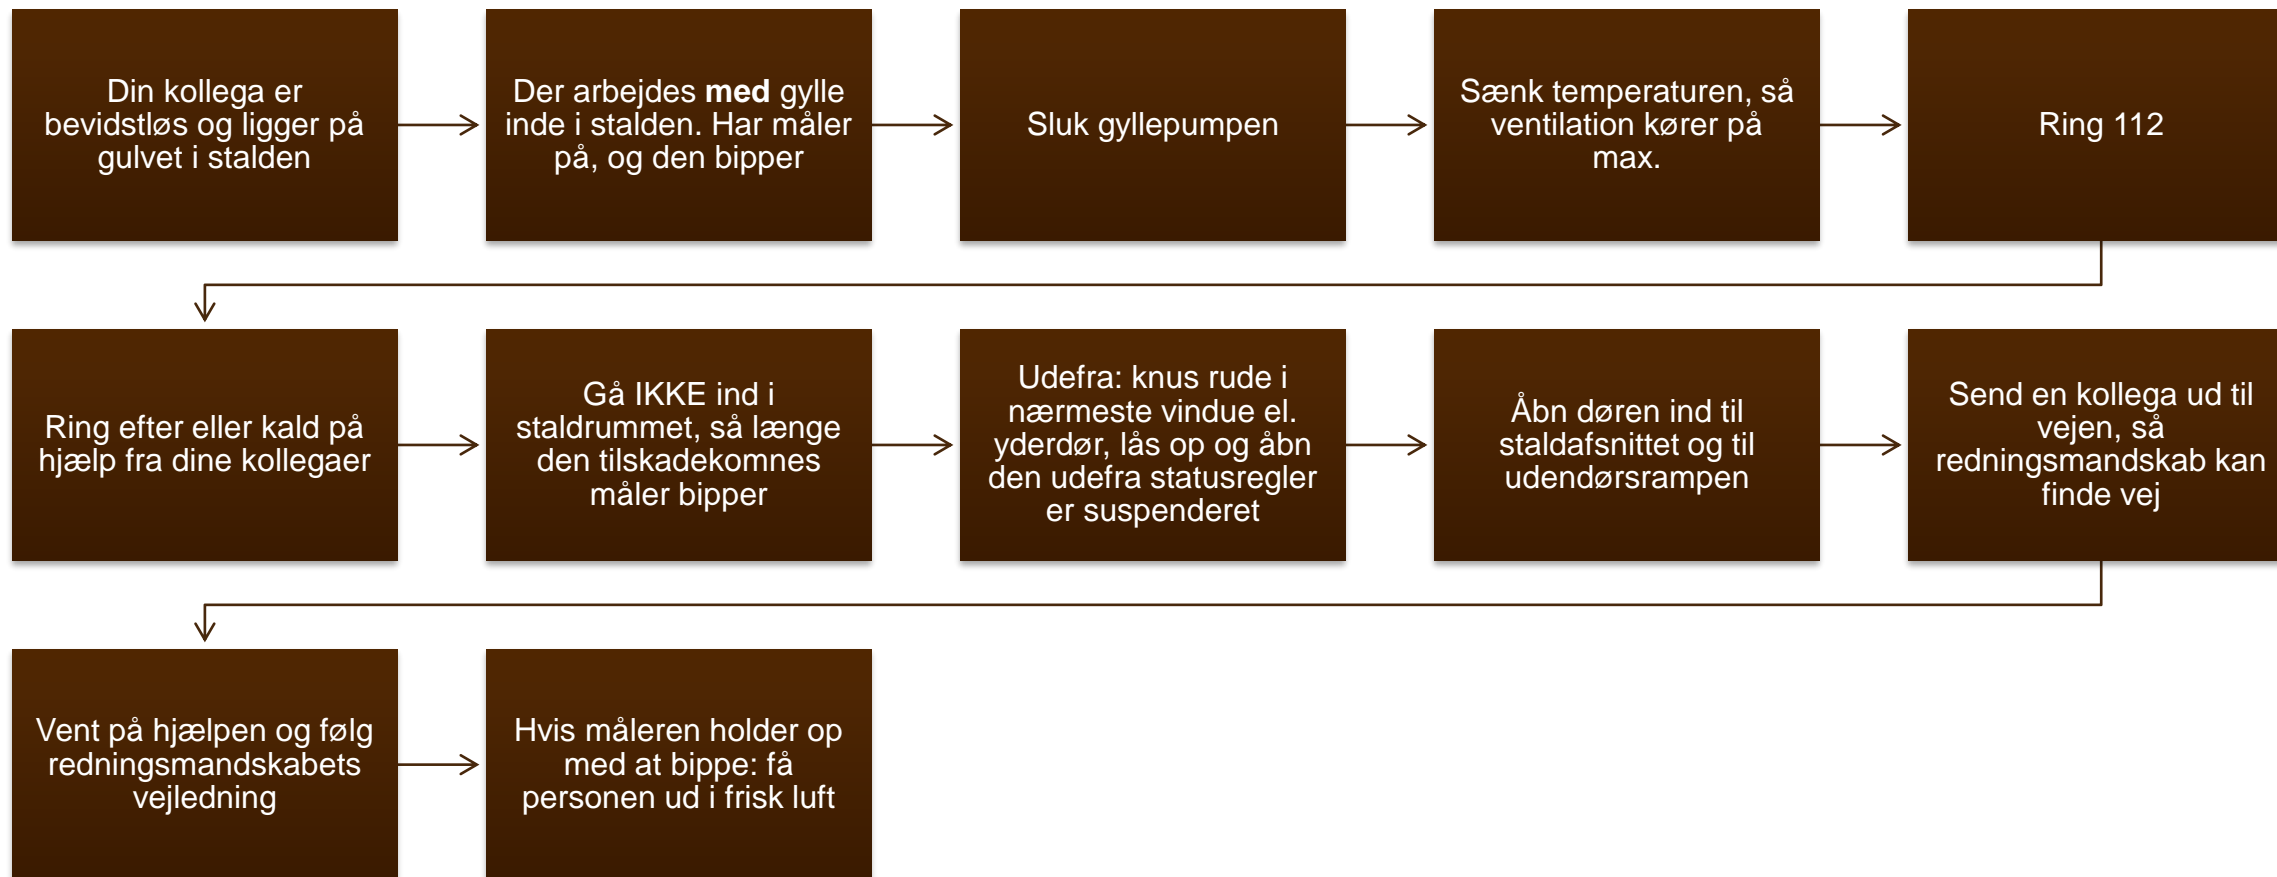 Din kollega er
bevidstløs og ligger på
gulvet i stalden
Der arbejdes med gylle
inde i stalden. Har måler
på, og den bipper
Sluk gyllepumpen
Sænk temperaturen, så
ventilation kører på
max.
Ring 112
Ring efter eller kald på
hjælp fra dine kollegaer
Gå IKKE ind i
staldrummet, så længe
den tilskadekomnes
måler bipper
Udefra: knus rude i
nærmeste vindue el.
yderdør, lås op og åbn
den udefra statusregler
er suspenderet
Åbn døren ind til
staldafsnittet og til
udendørsrampen
Send en kollega ud til
vejen, så
redningsmandskab kan
finde vej
Vent på hjælpen og følg
redningsmandskabets
vejledning
Hvis måleren holder op
med at bippe: få
personen ud i frisk luft